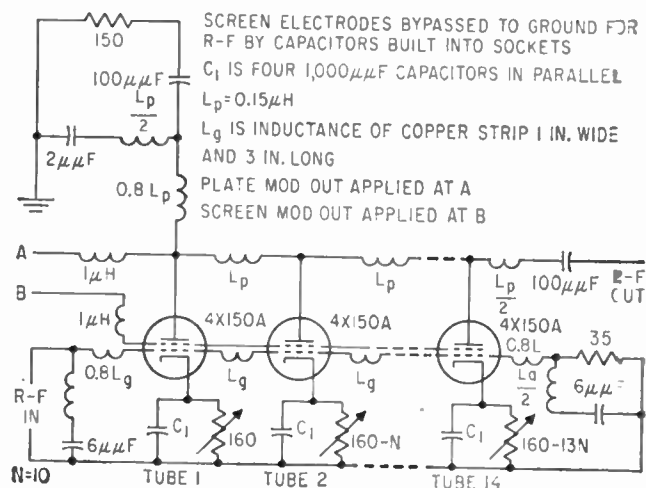 SCREEN ELECTRODES BYPASSED TO GROUND FOR
R-F BY CAPACITORS BUILT INTO SOCKETS
C₁ IS FOUR 1,000μμF CAPACITORS IN PARALLEL
Lp=0.15μH
Lg IS INDUCTANCE OF COPPER STRIP 1 IN. WIDE
AND 3 IN. LONG
PLATE MOD OUT APPLIED AT A
SCREEN MOD OUT APPLIED AT B
150
100μμF
Lp
2
2μμF
0.8 Lp
A
1μH
Lp
Lp
Lp
2
100μμF
R-F
OUT
B
1μH
4X150A
4X150A
4X150A
0.8L
35
R-F
IN
0.8Lg
Lg
Lg
Lg
2
6μμF
6μμF
C₁
160
C₁
160-N
C₁
160-13N
N=10
TUBE 1
TUBE 2
TUBE 14